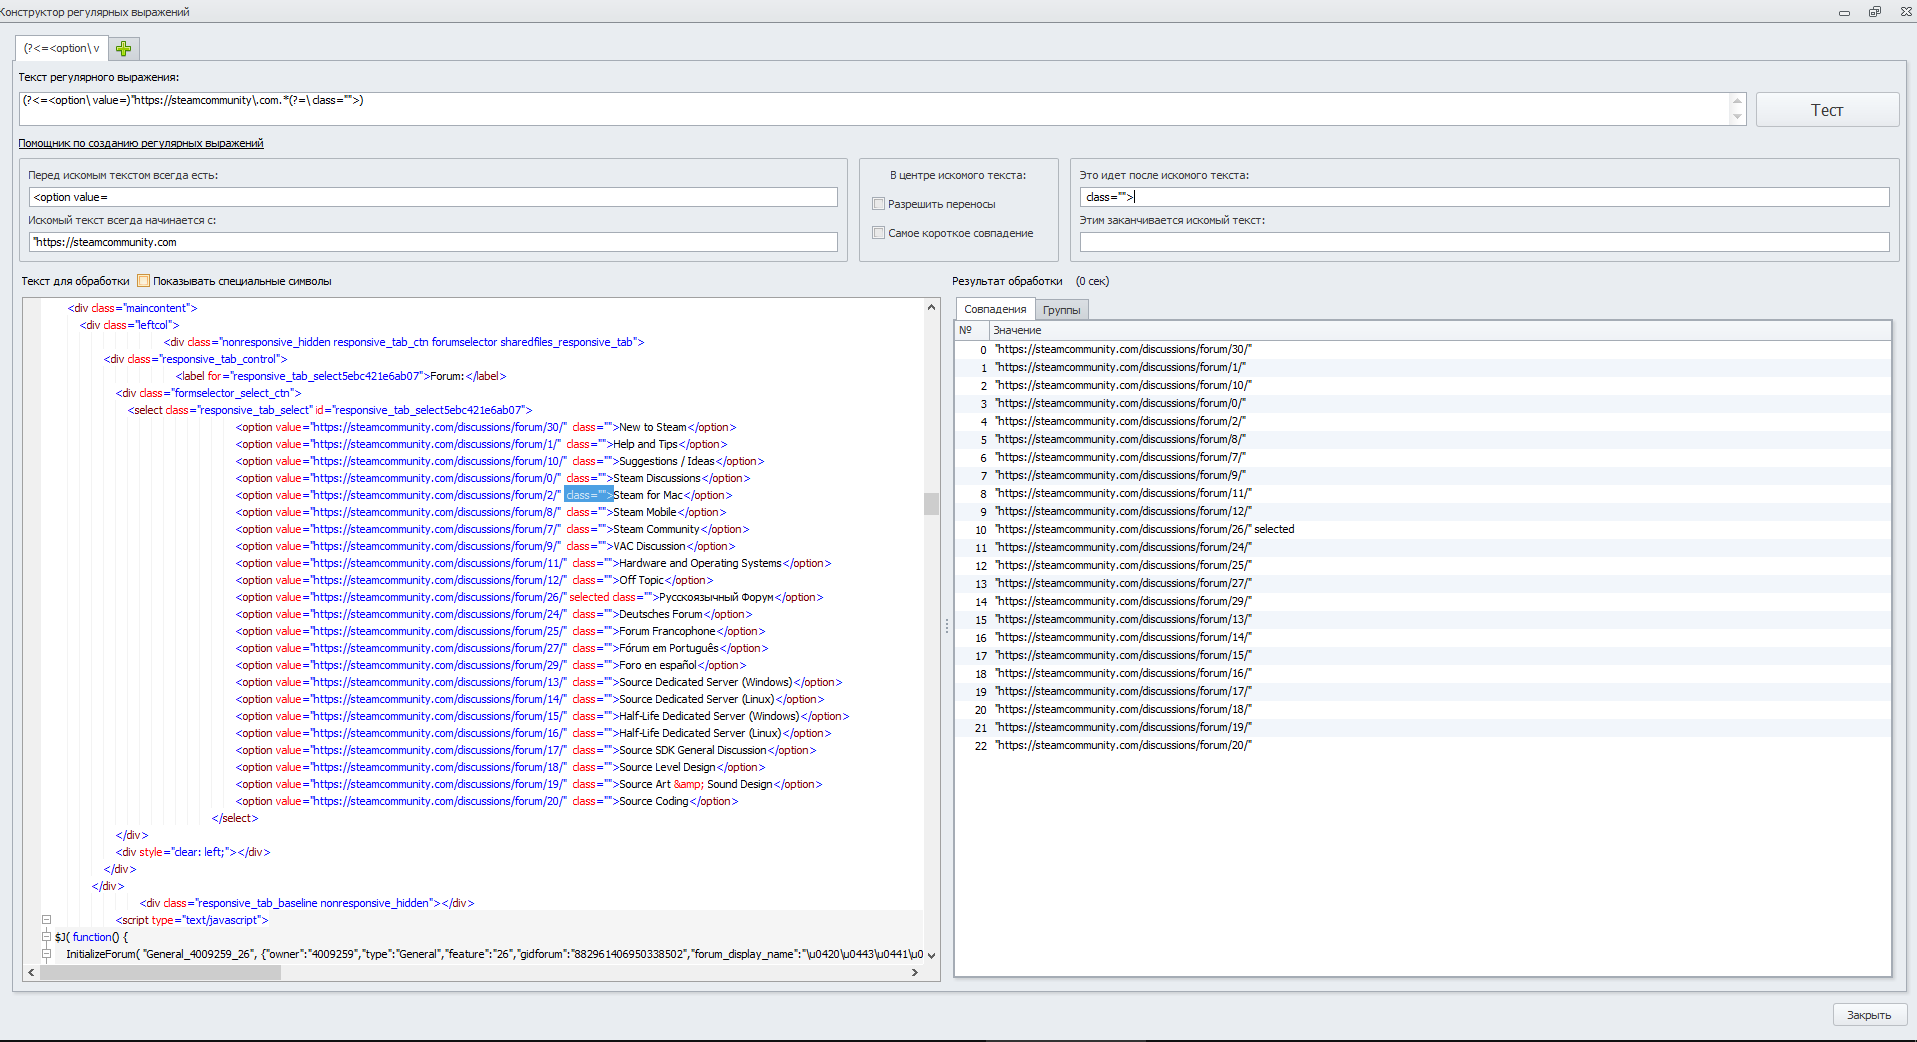 Конструктор регулярных выражений
(?<=<option\ v
Текст регулярного выражения:
(?<=<option\ value=)"https://steamcommunity\.com.*(?=\ class="">)
Тест
Помощник по созданию регулярных выражений
Перед искомым текстом всегда есть:
<option value=
Искомый текст всегда начинается с:
"https://steamcommunity.com
В центре искомого текста:
Разрешить переносы
Самое короткое совпадение
Это идет после искомого текста:
class="">
Этим заканчивается искомый текст:
Текст для обработки
Показывать специальные символы
<div class="maincontent">
<div class="leftcol">
<div class="nonresponsive_hidden responsive_tab_ctn forumselector sharedfiles_responsive_tab">
<div class="responsive_tab_control">
<label for="responsive_tab_select5ebc421e6ab07">Forum:</label>
<div class="formselector_select_ctn">
<select class="responsive_tab_select" id="responsive_tab_select5ebc421e6ab07">
<option value="https://steamcommunity.com/discussions/forum/30/"  class="">New to Steam</option>
<option value="https://steamcommunity.com/discussions/forum/1/"  class="">Help and Tips</option>
<option value="https://steamcommunity.com/discussions/forum/10/"  class="">Suggestions / Ideas</option>
<option value="https://steamcommunity.com/discussions/forum/0/"  class="">Steam Discussions</option>
<option value="https://steamcommunity.com/discussions/forum/2/"  class="">Steam for Mac</option>
<option value="https://steamcommunity.com/discussions/forum/8/"  class="">Steam Mobile</option>
<option value="https://steamcommunity.com/discussions/forum/7/"  class="">Steam Community</option>
<option value="https://steamcommunity.com/discussions/forum/9/"  class="">VAC Discussion</option>
<option value="https://steamcommunity.com/discussions/forum/11/"  class="">Hardware and Operating Systems</option>
<option value="https://steamcommunity.com/discussions/forum/12/"  class="">Off Topic</option>
<option value="https://steamcommunity.com/discussions/forum/26/" selected class="">Русскоязычный Форум</option>
<option value="https://steamcommunity.com/discussions/forum/24/"  class="">Deutsches Forum</option>
<option value="https://steamcommunity.com/discussions/forum/25/"  class="">Forum Francophone</option>
<option value="https://steamcommunity.com/discussions/forum/27/"  class="">Fórum em Português</option>
<option value="https://steamcommunity.com/discussions/forum/29/"  class="">Foro en español</option>
<option value="https://steamcommunity.com/discussions/forum/13/"  class="">Source Dedicated Server (Windows)</option>
<option value="https://steamcommunity.com/discussions/forum/14/"  class="">Source Dedicated Server (Linux)</option>
<option value="https://steamcommunity.com/discussions/forum/15/"  class="">Half-Life Dedicated Server (Windows)</option>
<option value="https://steamcommunity.com/discussions/forum/16/"  class="">Half-Life Dedicated Server (Linux)</option>
<option value="https://steamcommunity.com/discussions/forum/17/"  class="">Source SDK General Discussion</option>
<option value="https://steamcommunity.com/discussions/forum/18/"  class="">Source Level Design</option>
<option value="https://steamcommunity.com/discussions/forum/19/"  class="">Source Art &amp; Sound Design</option>
<option value="https://steamcommunity.com/discussions/forum/20/"  class="">Source Coding</option>
</select>
</div>
<div style="clear: left;"></div>
</div>
</div>
<div class="responsive_tab_baseline nonresponsive_hidden"></div>
<script type="text/javascript">
$J( function() {
InitializeForum( "General_4009259_26", {"owner":"4009259","type":"General","feature":"26","gidforum":"882961406950338502","forum_display_name":"\u0420\u0443\u0441\u0
Результат обработки (0 сек)
Совпадения
Группы
№ Значение
0 "https://steamcommunity.com/discussions/forum/30/"
1 "https://steamcommunity.com/discussions/forum/1/"
2 "https://steamcommunity.com/discussions/forum/10/"
3 "https://steamcommunity.com/discussions/forum/0/"
4 "https://steamcommunity.com/discussions/forum/2/"
5 "https://steamcommunity.com/discussions/forum/8/"
6 "https://steamcommunity.com/discussions/forum/7/"
7 "https://steamcommunity.com/discussions/forum/9/"
8 "https://steamcommunity.com/discussions/forum/11/"
9 "https://steamcommunity.com/discussions/forum/12/"
10 "https://steamcommunity.com/discussions/forum/26/" selected
11 "https://steamcommunity.com/discussions/forum/24/"
12 "https://steamcommunity.com/discussions/forum/25/"
13 "https://steamcommunity.com/discussions/forum/27/"
14 "https://steamcommunity.com/discussions/forum/29/"
15 "https://steamcommunity.com/discussions/forum/13/"
16 "https://steamcommunity.com/discussions/forum/14/"
17 "https://steamcommunity.com/discussions/forum/15/"
18 "https://steamcommunity.com/discussions/forum/16/"
19 "https://steamcommunity.com/discussions/forum/17/"
20 "https://steamcommunity.com/discussions/forum/18/"
21 "https://steamcommunity.com/discussions/forum/19/"
22 "https://steamcommunity.com/discussions/forum/20/"
Закрыть